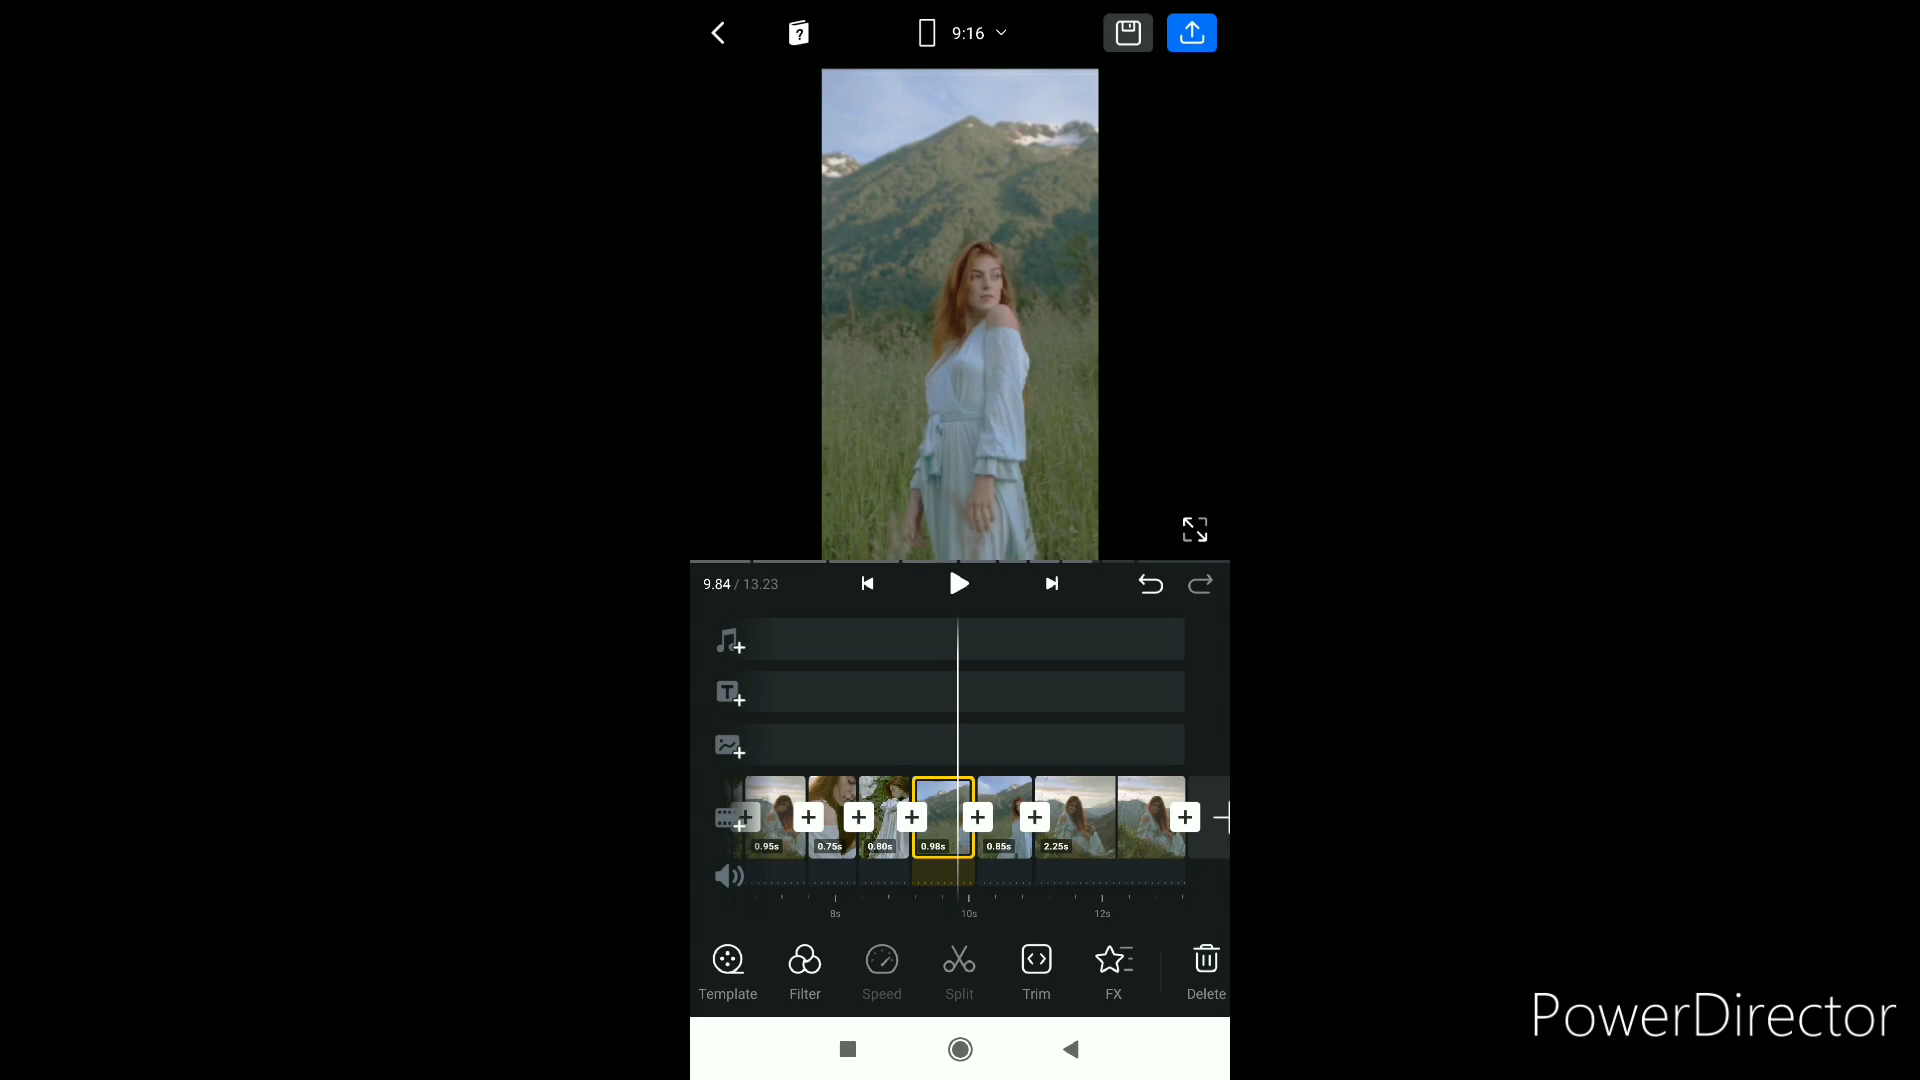 9:16
9.84 / 13.23
0.95s 0.75s 0.80s 0.98s 0.85s 2.25s
8s 10s 12s
Template Filter Speed Split Trim FX Delete
PowerDirector